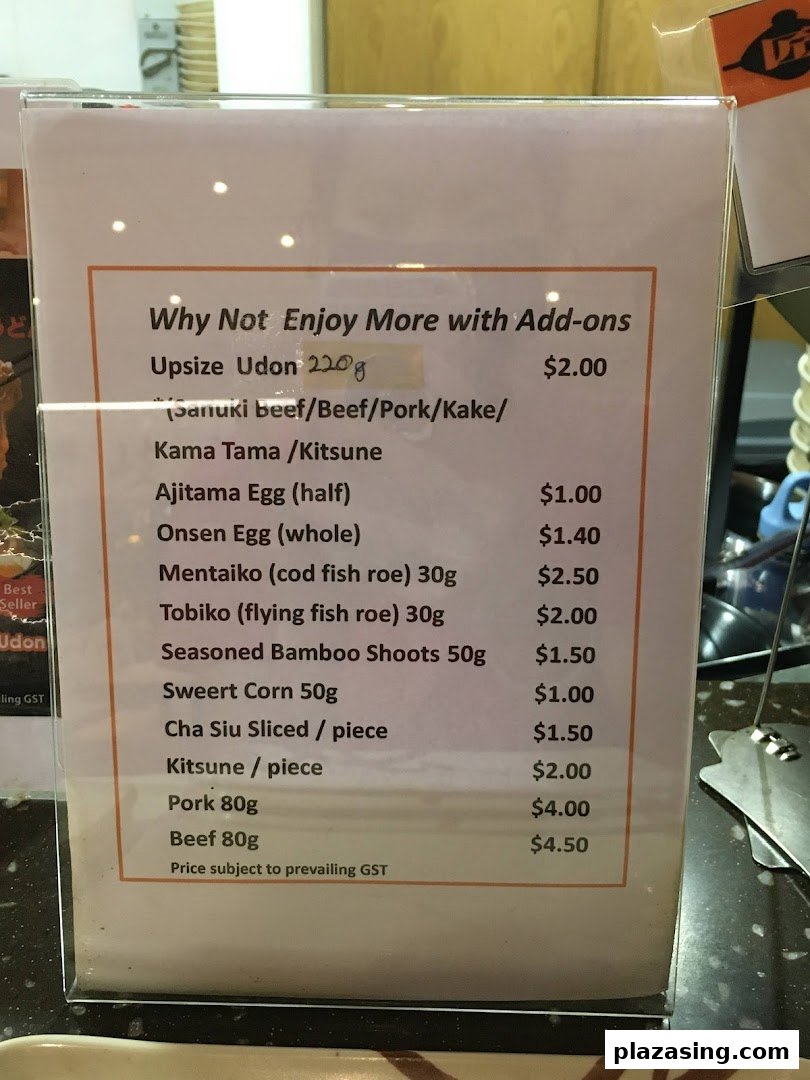 Why Not Enjoy More with Add-ons
Upsize Udon 220g $2.00
*(Sanuki Beef/Beef/Pork/Kake/
Kama Tama /Kitsune
Ajitama Egg (half) $1.00
Onsen Egg (whole) $1.40
Mentaiko (cod fish roe) 30g $2.50
Tobiko (flying fish roe) 30g $2.00
Seasoned Bamboo Shoots 50g $1.50
Sweert Corn 50g $1.00
Cha Siu Sliced / piece $1.50
Kitsune / piece $2.00
Pork 80g $4.00
Beef 80g $4.50
Price subject to prevailing GST
Best
Seller
Udon
GST
plazasing.com